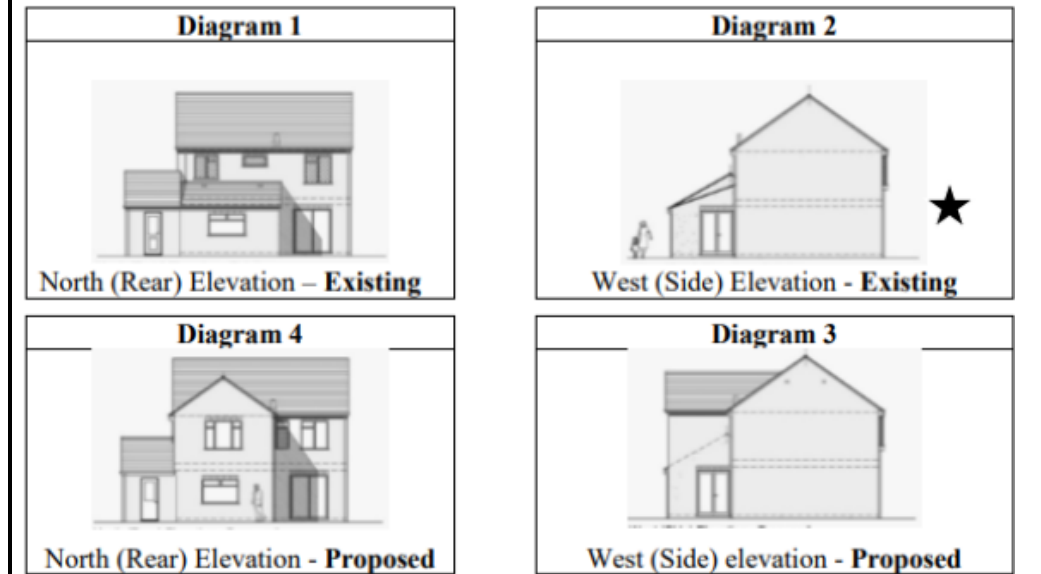 Diagram 1
North (Rear) Elevation – Existing
Diagram 2
West (Side) Elevation - Existing
Diagram 4
North (Rear) Elevation - Proposed
Diagram 3
West (Side) elevation - Proposed